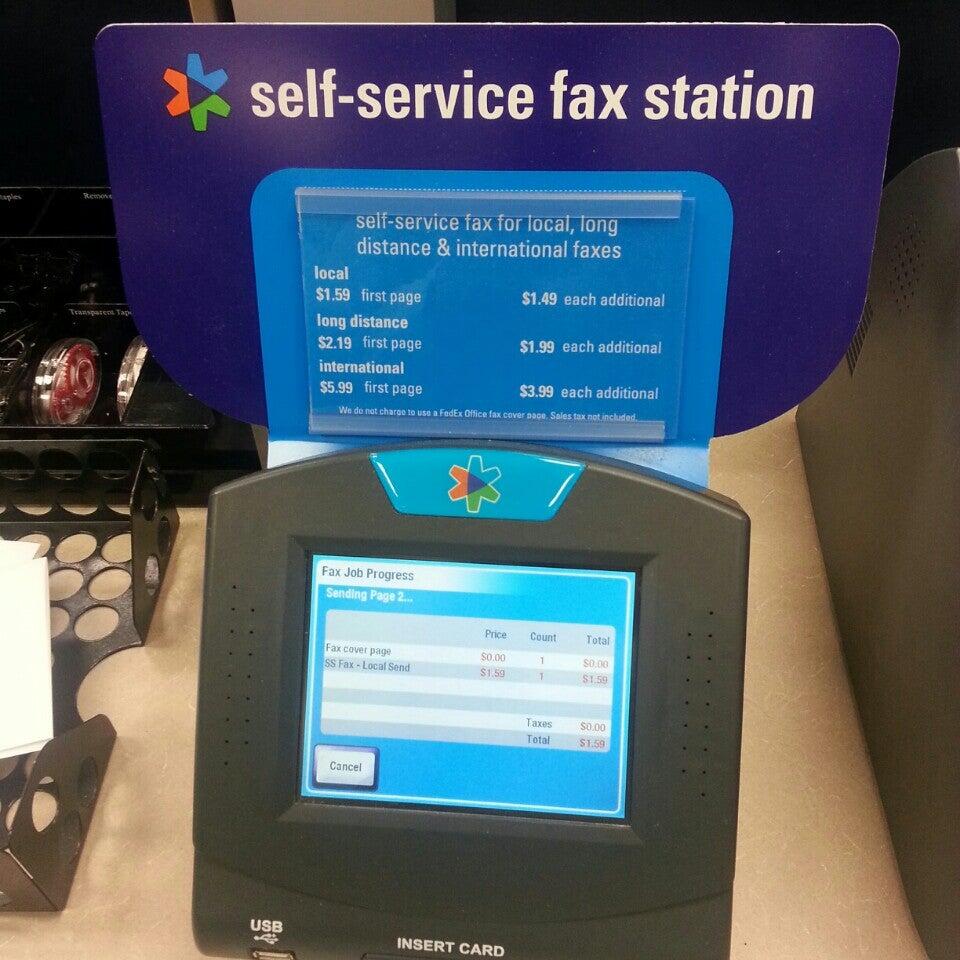 self-service fax station
self-service fax for local, long
distance & international faxes
local
$1.59 first page $1.49 each additional
long distance
$2.19 first page $1.99 each additional
international
$5.99 first page $3.99 each additional
We do not charge to use a FedEx Office fax cover page. Sales tax not included.
Remove
Transparent Tape
Fax Job Progress
Sending Page 2...
Price Count Total
Fax cover page $0.00 1 $0.00
SS Fax - Local Send $1.59 1 $1.59
Taxes $0.00
Total $1.59
Cancel
USB
INSERT CARD